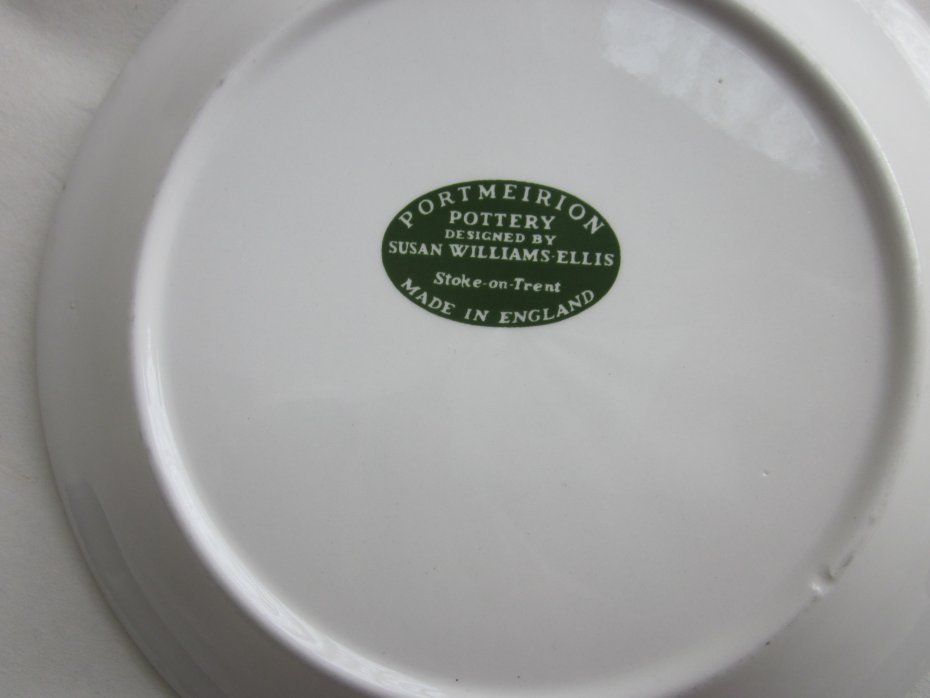 PORTMEIRION
POTTERY
DESIGNED BY
SUSAN WILLIAMS-ELLIS
Stoke-on-Trent
MADE IN ENGLAND